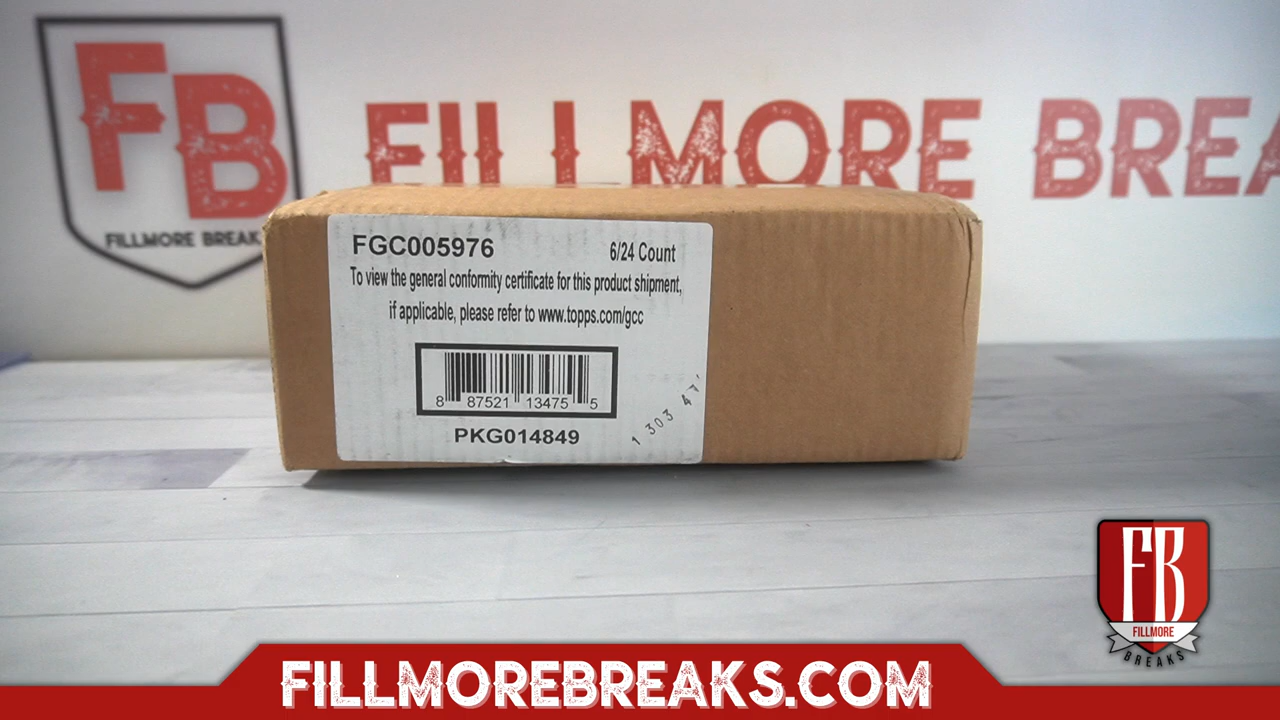 FB
FILLMORE BREAK
FILLMORE BREA
FGC005976
6/24 Count
To view the general conformity certificate for this product shipment,
if applicable, please refer to www.topps.com/gcc
8 87521 13475 5
PKG014849
1 303 47
FB
FILLMORE
BREAKS
FILLMOREBREAKS.COM